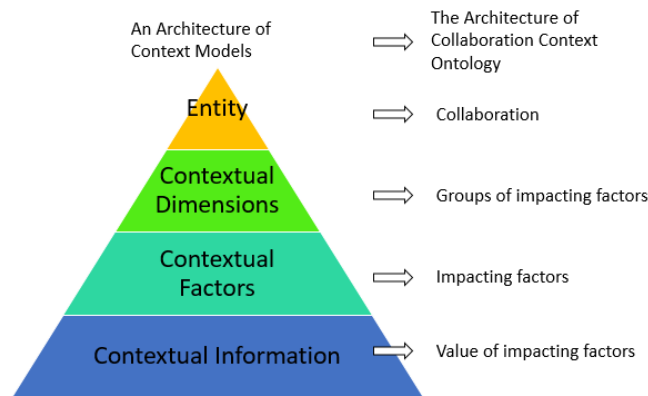 An Architecture of
Context Models
The Architecture of
Collaboration Context
Ontology
Entity
Collaboration
Contextual
Dimensions
Groups of impacting factors
Contextual
Factors
Impacting factors
Contextual Information
Value of impacting factors